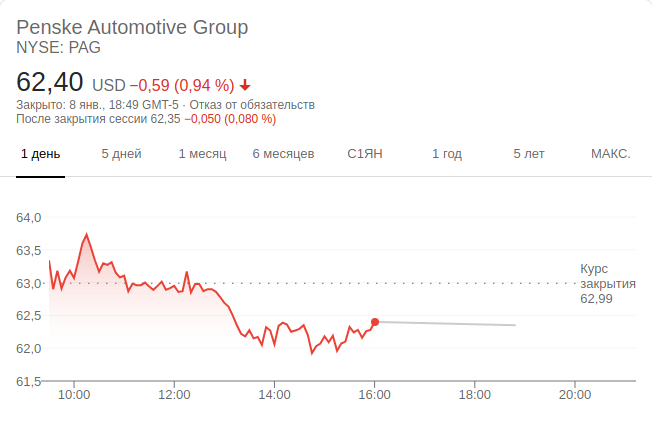 Penske Automotive Group
NYSE: PAG
62,40 USD −0,59 (0,94 %)
Закрыто: 8 янв., 18:49 GMT-5 · Отказ от обязательств
После закрытия сессии 62,35 −0,050 (0,080 %)
1 день 5 дней 1 месяц 6 месяцев С1ЯН 1 год 5 лет МАКС.
64,0
63,5
63,0
62,5
62,0
61,5
Курс
закрытия
62,99
10:00 12:00 14:00 16:00 18:00 20:00